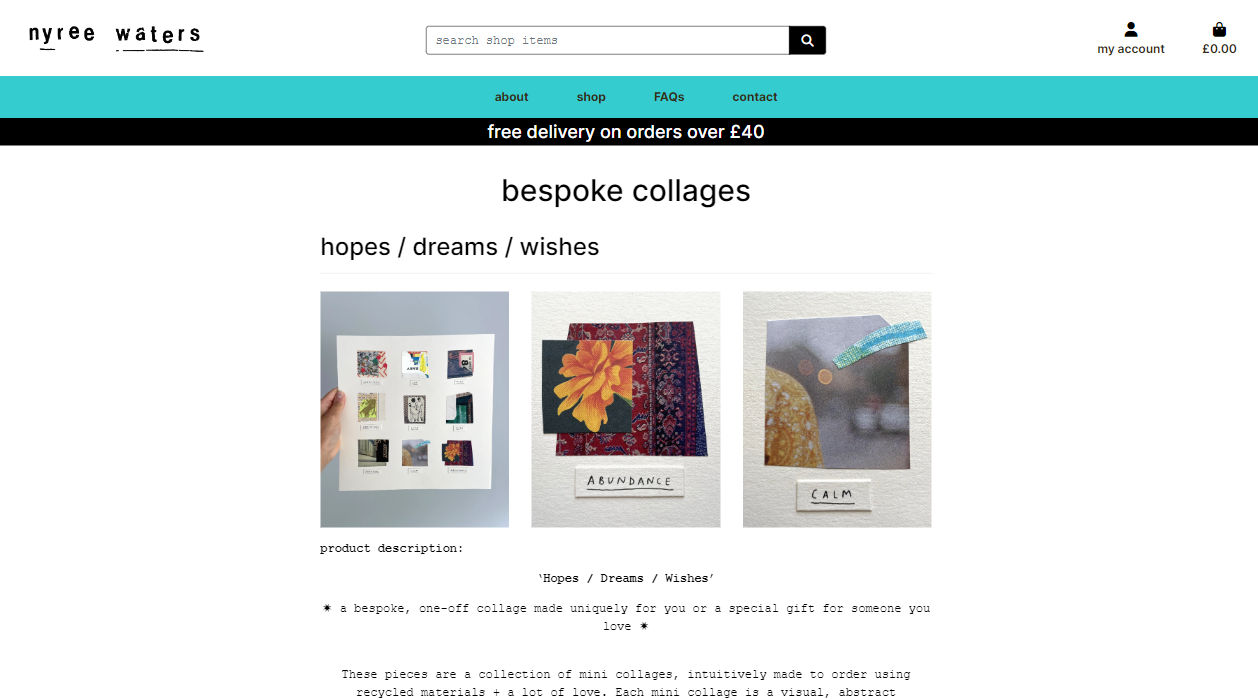 nyree waters
search shop items
my account
£0.00
about
shop
FAQs
contact
free delivery on orders over £40
bespoke collages
hopes / dreams / wishes
ABUNDANCE
CALM
product description:
‘Hopes / Dreams / Wishes’
✷ a bespoke, one-off collage made uniquely for you or a special gift for someone you
love ✷
These pieces are a collection of mini collages, intuitively made to order using
recycled materials + a lot of love. Each mini collage is a visual, abstract